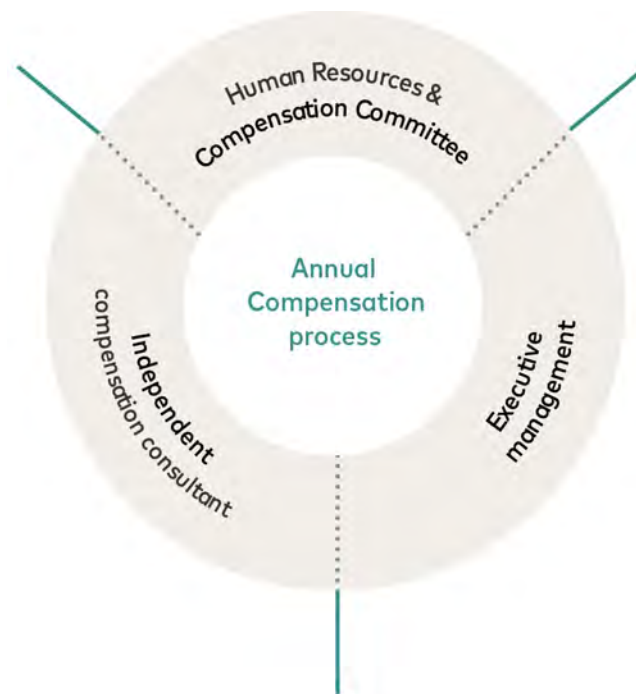 Human Resources &
Compensation Committee
Annual
Compensation
process
Independent
compensation consultant
Executive
management